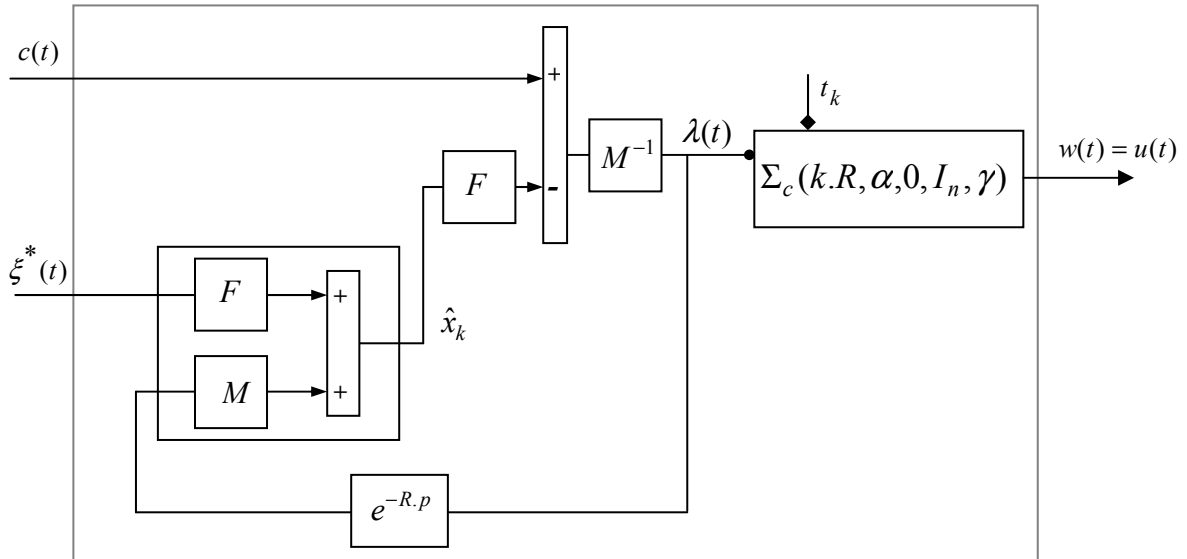 c(t)
+
t_k
M^{-1}
λ(t)
w(t) = u(t)
Σ_c(k.R, α,0, I_n, γ)
F
-
ξ^*(t)
F
+
x̂_k
M
+
e^{-R.p}